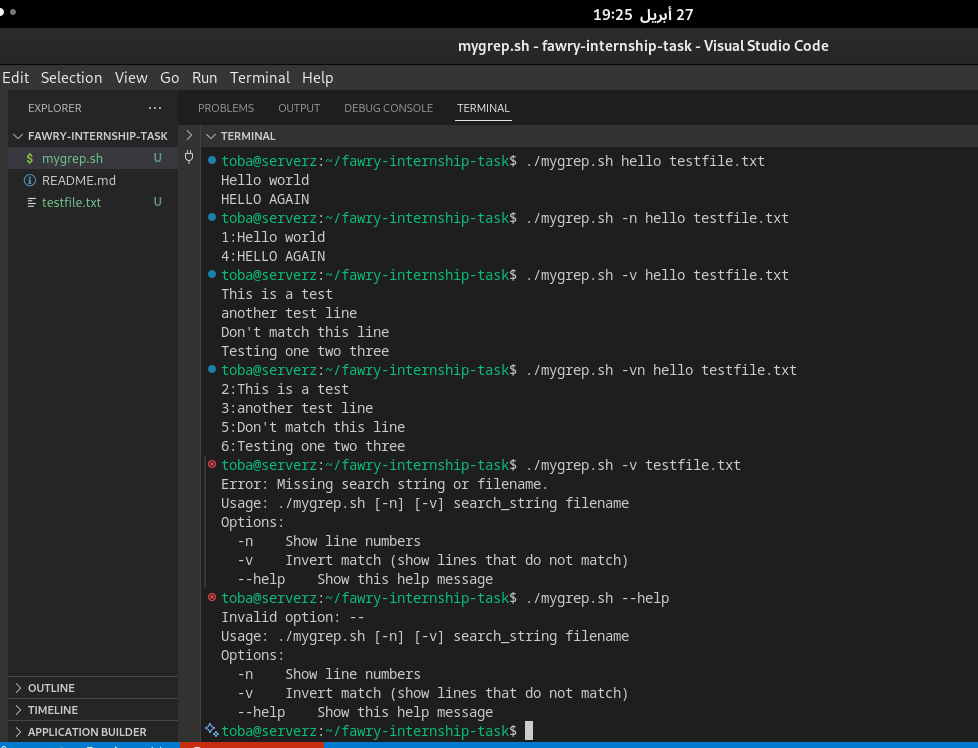 27 أبريل 19:25
mygrep.sh - fawry-internship-task - Visual Studio Code
Edit Selection View Go Run Terminal Help
EXPLORER ...
FAWRY-INTERNSHIP-TASK
$ mygrep.sh U
README.md
testfile.txt U
OUTLINE
TIMELINE
APPLICATION BUILDER
PROBLEMS OUTPUT DEBUG CONSOLE TERMINAL
TERMINAL
toba@serverz:~/fawry-internship-task$ ./mygrep.sh hello testfile.txt
Hello world
HELLO AGAIN
toba@serverz:~/fawry-internship-task$ ./mygrep.sh -n hello testfile.txt
1:Hello world
4:HELLO AGAIN
toba@serverz:~/fawry-internship-task$ ./mygrep.sh -v hello testfile.txt
This is a test
another test line
Don't match this line
Testing one two three
toba@serverz:~/fawry-internship-task$ ./mygrep.sh -vn hello testfile.txt
2:This is a test
3:another test line
5:Don't match this line
6:Testing one two three
toba@serverz:~/fawry-internship-task$ ./mygrep.sh -v testfile.txt
Error: Missing search string or filename.
Usage: ./mygrep.sh [-n] [-v] search_string filename
Options:
  -n    Show line numbers
  -v    Invert match (show lines that do not match)
  --help    Show this help message
toba@serverz:~/fawry-internship-task$ ./mygrep.sh --help
Invalid option: --
Usage: ./mygrep.sh [-n] [-v] search_string filename
Options:
  -n    Show line numbers
  -v    Invert match (show lines that do not match)
  --help    Show this help message
toba@serverz:~/fawry-internship-task$